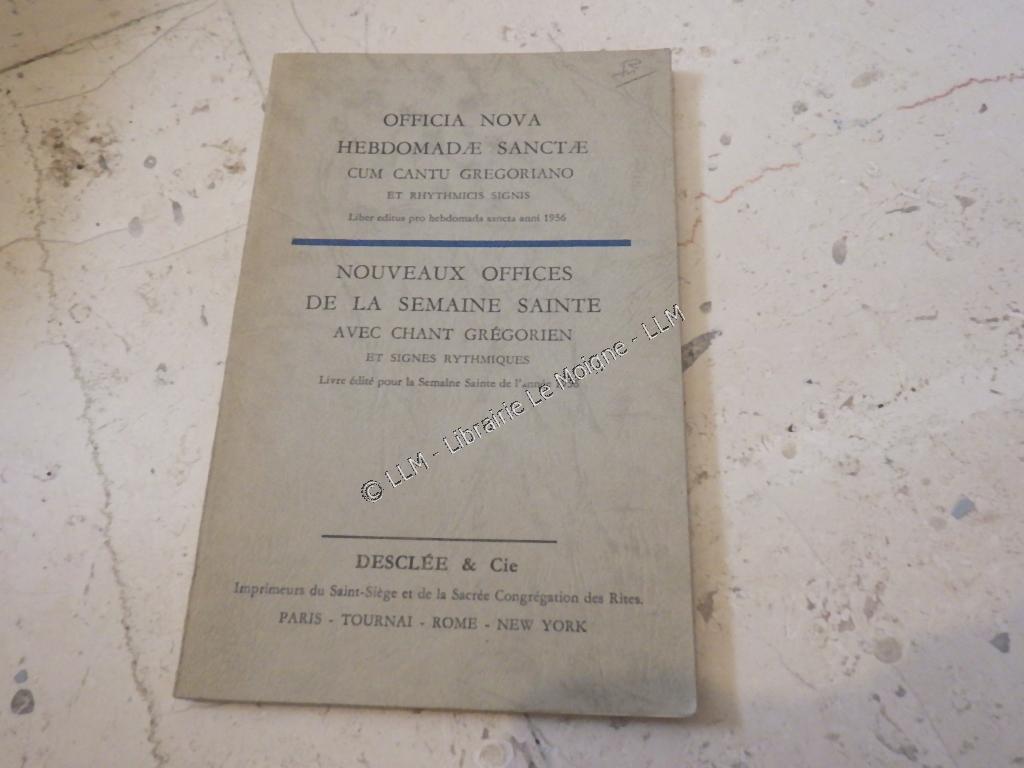 OFFICIA NOVA
HEBDOMADÆ SANCTÆ
CUM CANTU GREGORIANO
ET RHYTHMICIS SIGNIS
Liber editus pro hebdomada sancta anni 1956
NOUVEAUX OFFICES
DE LA SEMAINE SAINTE
AVEC CHANT GRÉGORIEN
ET SIGNES RYTHMIQUES
Livre édité pour la Semaine Sainte de l'année
© LLM - Librairie Le Moigne - LLM
DESCLÉE & Cie
Imprimeurs du Saint-Siège et de la Sacrée Congrégation des Rites.
PARIS - TOURNAI - ROME - NEW YORK